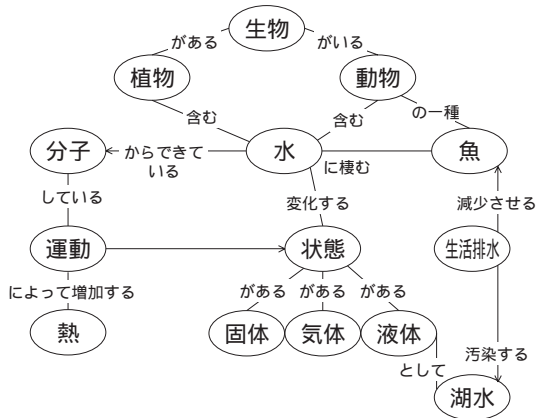 生物
がある
がいる
植物
動物
含む
含む
の一種
分子
からできて
いる
水
に棲む
魚
している
変化する
減少させる
運動
状態
生活排水
によって増加する
がある
がある
がある
熱
固体
気体
液体
汚染する
として
湖水